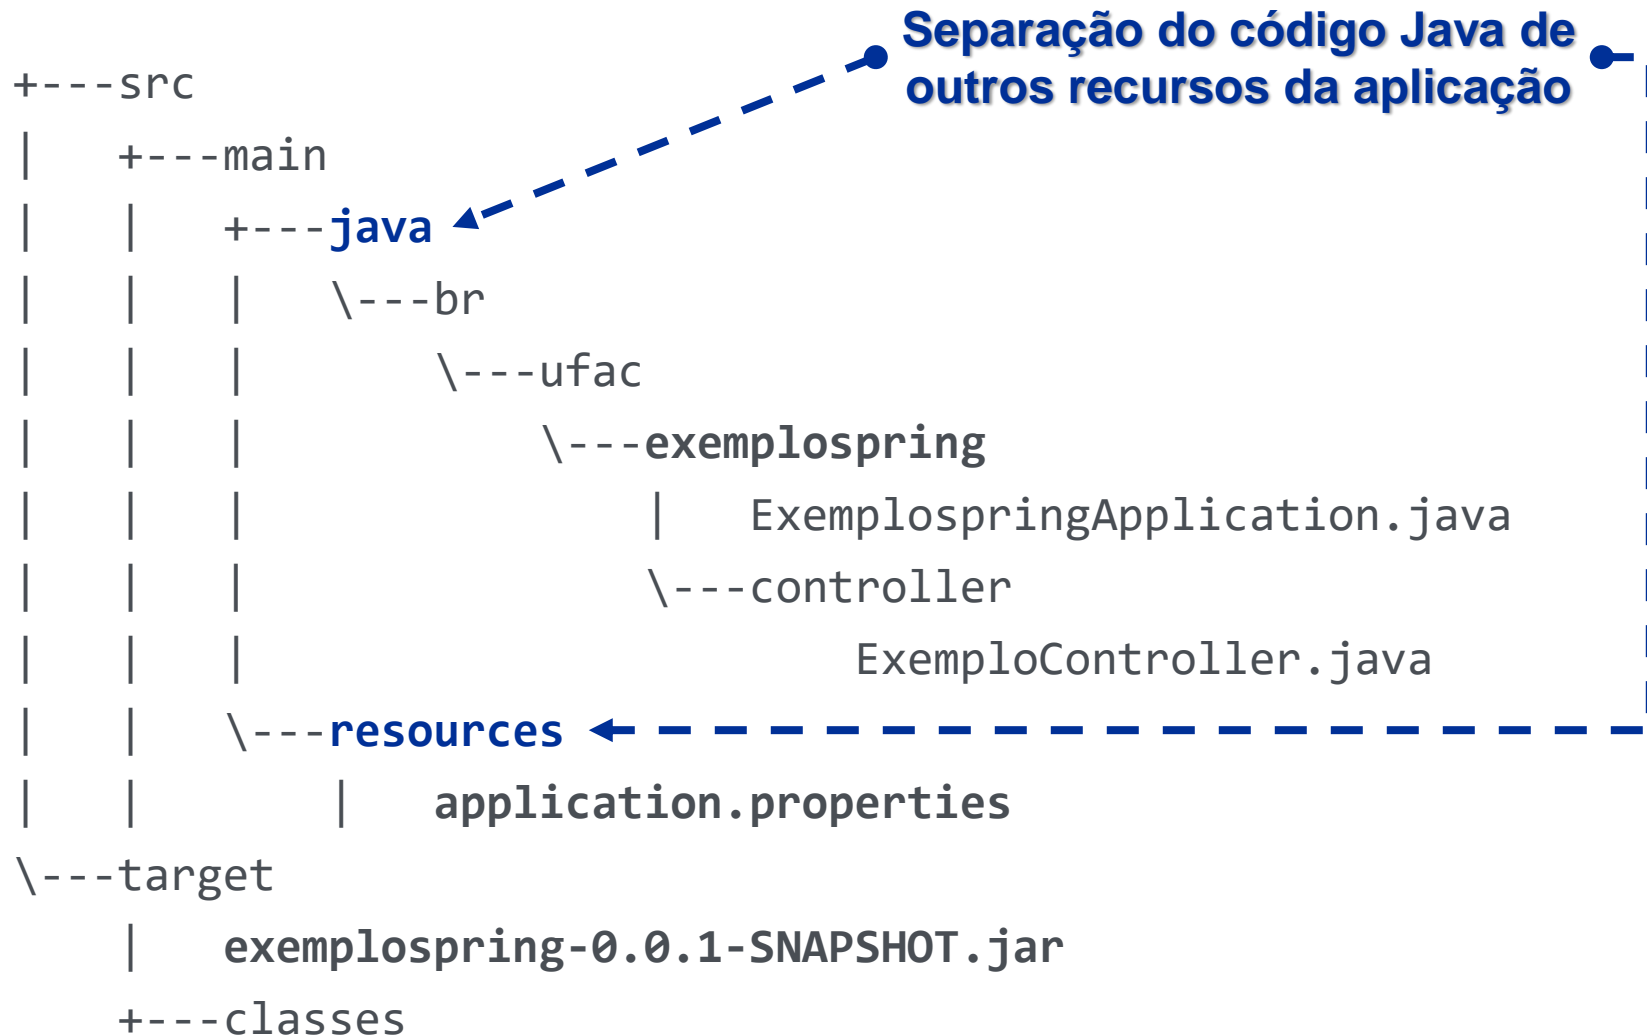 Separação do código Java de
outros recursos da aplicação
+---src
|   +---main
|   |   +---java
|   |   |   \---br
|   |   |       \---ufac
|   |   |           \---exemplospring
|   |   |               |   ExemplospringApplication.java
|   |   |               \---controller
|   |   |                       ExemploController.java
|   |   \---resources
|   |       |   application.properties
\---target
    |   exemplospring-0.0.1-SNAPSHOT.jar
    +---classes